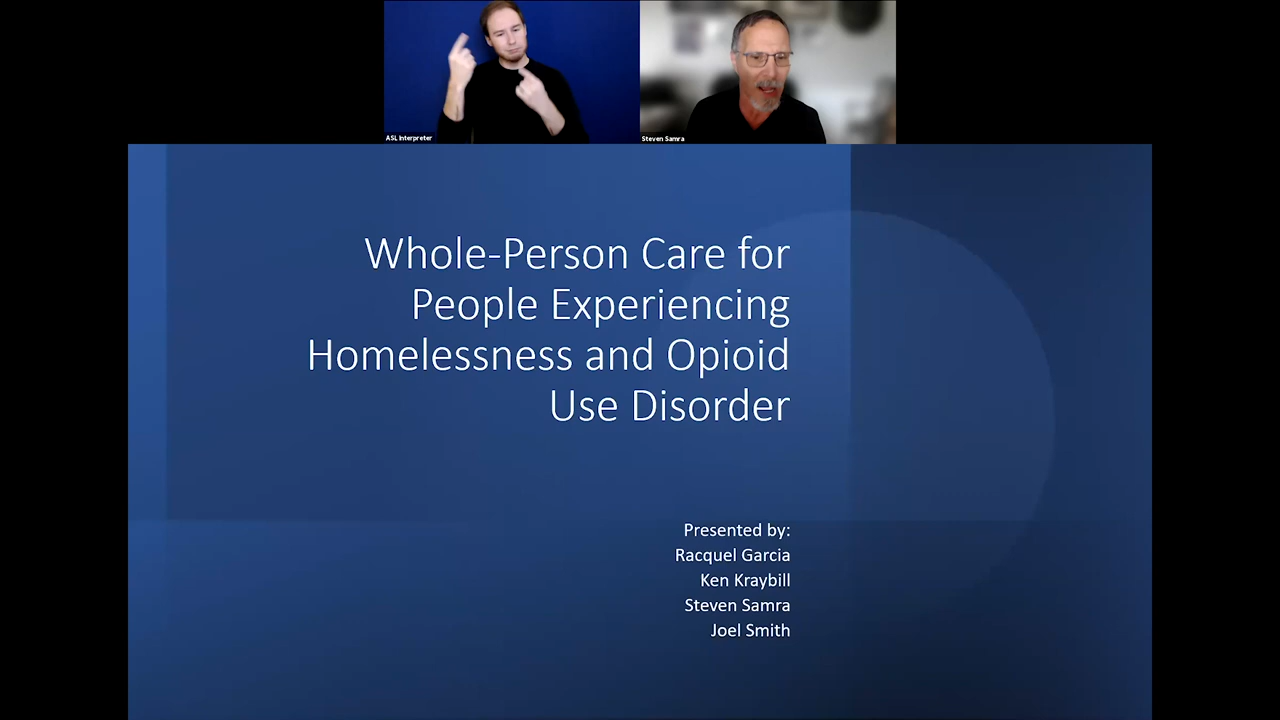 ASL Interpreter
Steven Samra
Whole-Person Care for
People Experiencing
Homelessness and Opioid
Use Disorder
Presented by:
Racquel Garcia
Ken Kraybill
Steven Samra
Joel Smith